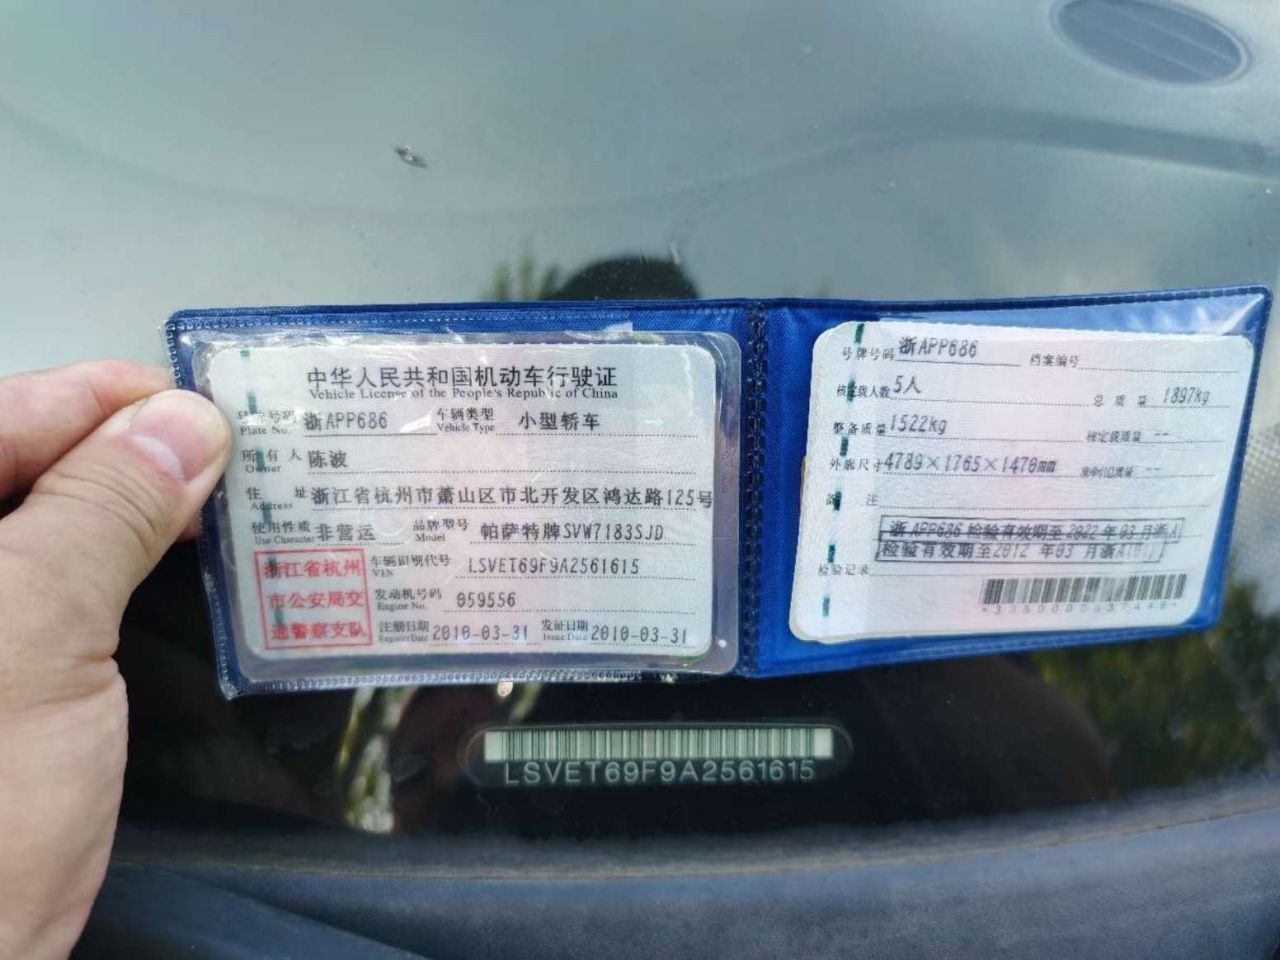 中华人民共和国机动车行驶证
Vehicle License of the People's Republic of China
号牌号码 浙APP686 车辆类型 小型轿车
Plate No. Vehicle Type
所有人 陈波
Owner
住址 浙江省杭州市萧山区市北开发区鸿达路125号
Address
使用性质 非营运 品牌型号 帕萨特牌SVW7183SJD
Use Character Model
浙江省杭州市公安局交通警察支队
车辆识别代号 LSVET69F9A2561615
VIN
发动机号码 059556
Engine No.
注册日期 2010-03-31 发证日期 2010-03-31
Register Date Issue Date
号牌号码 浙APP686 档案编号
核定载人数 5人 总质量 1897kg
整备质量 1522kg 核定载质量 --
外廓尺寸 4789×1765×1470mm 准牵引总质量 --
备注
浙APP686 检验有效期至2022年03月浙A
检验有效期至2012年03月浙A
检验记录
LSVET69F9A2561615